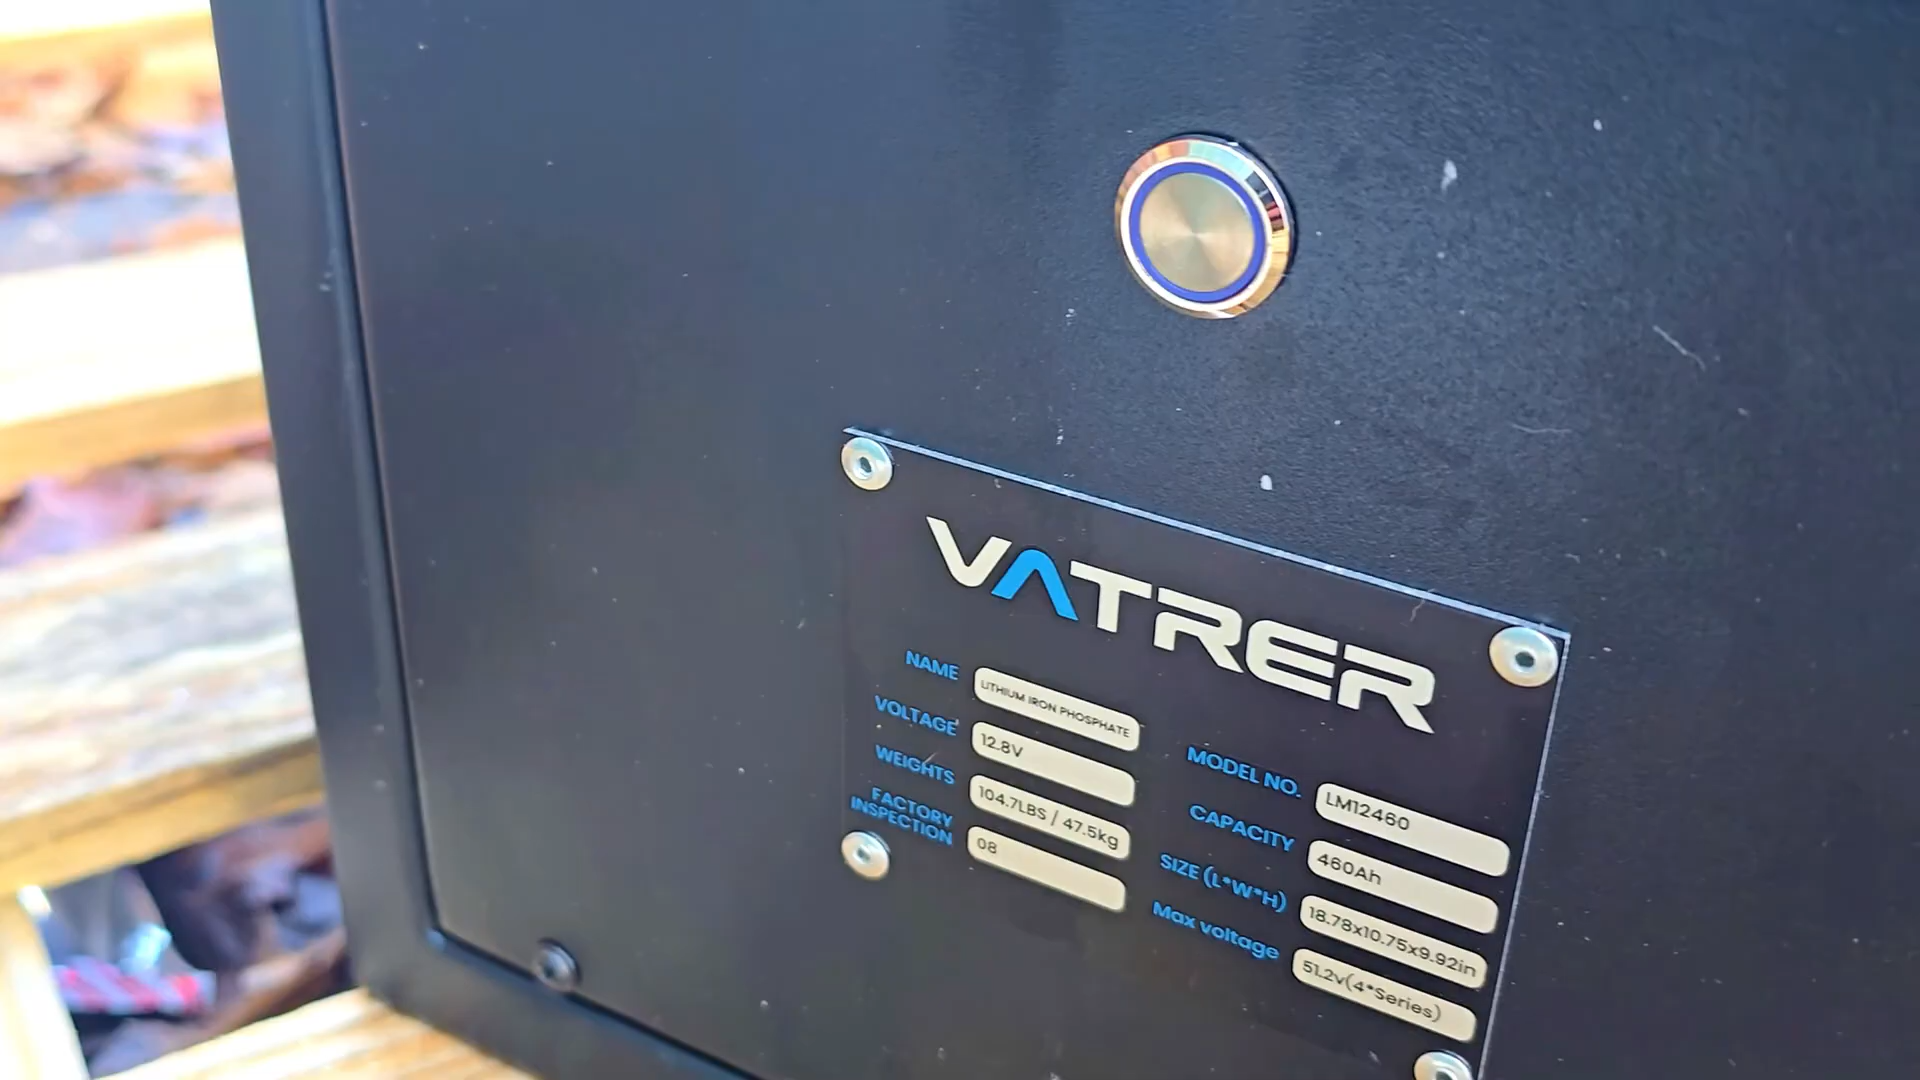 VATRER
NAME LITHIUM IRON PHOSPHATE
VOLTAGE 12.8V
WEIGHTS 104.7LBS / 47.5kg
FACTORY
INSPECTION 08
MODEL NO. LM12460
CAPACITY 460Ah
SIZE (L*W*H) 18.78x10.75x9.92in
Max voltage 51.2v(4*Series)